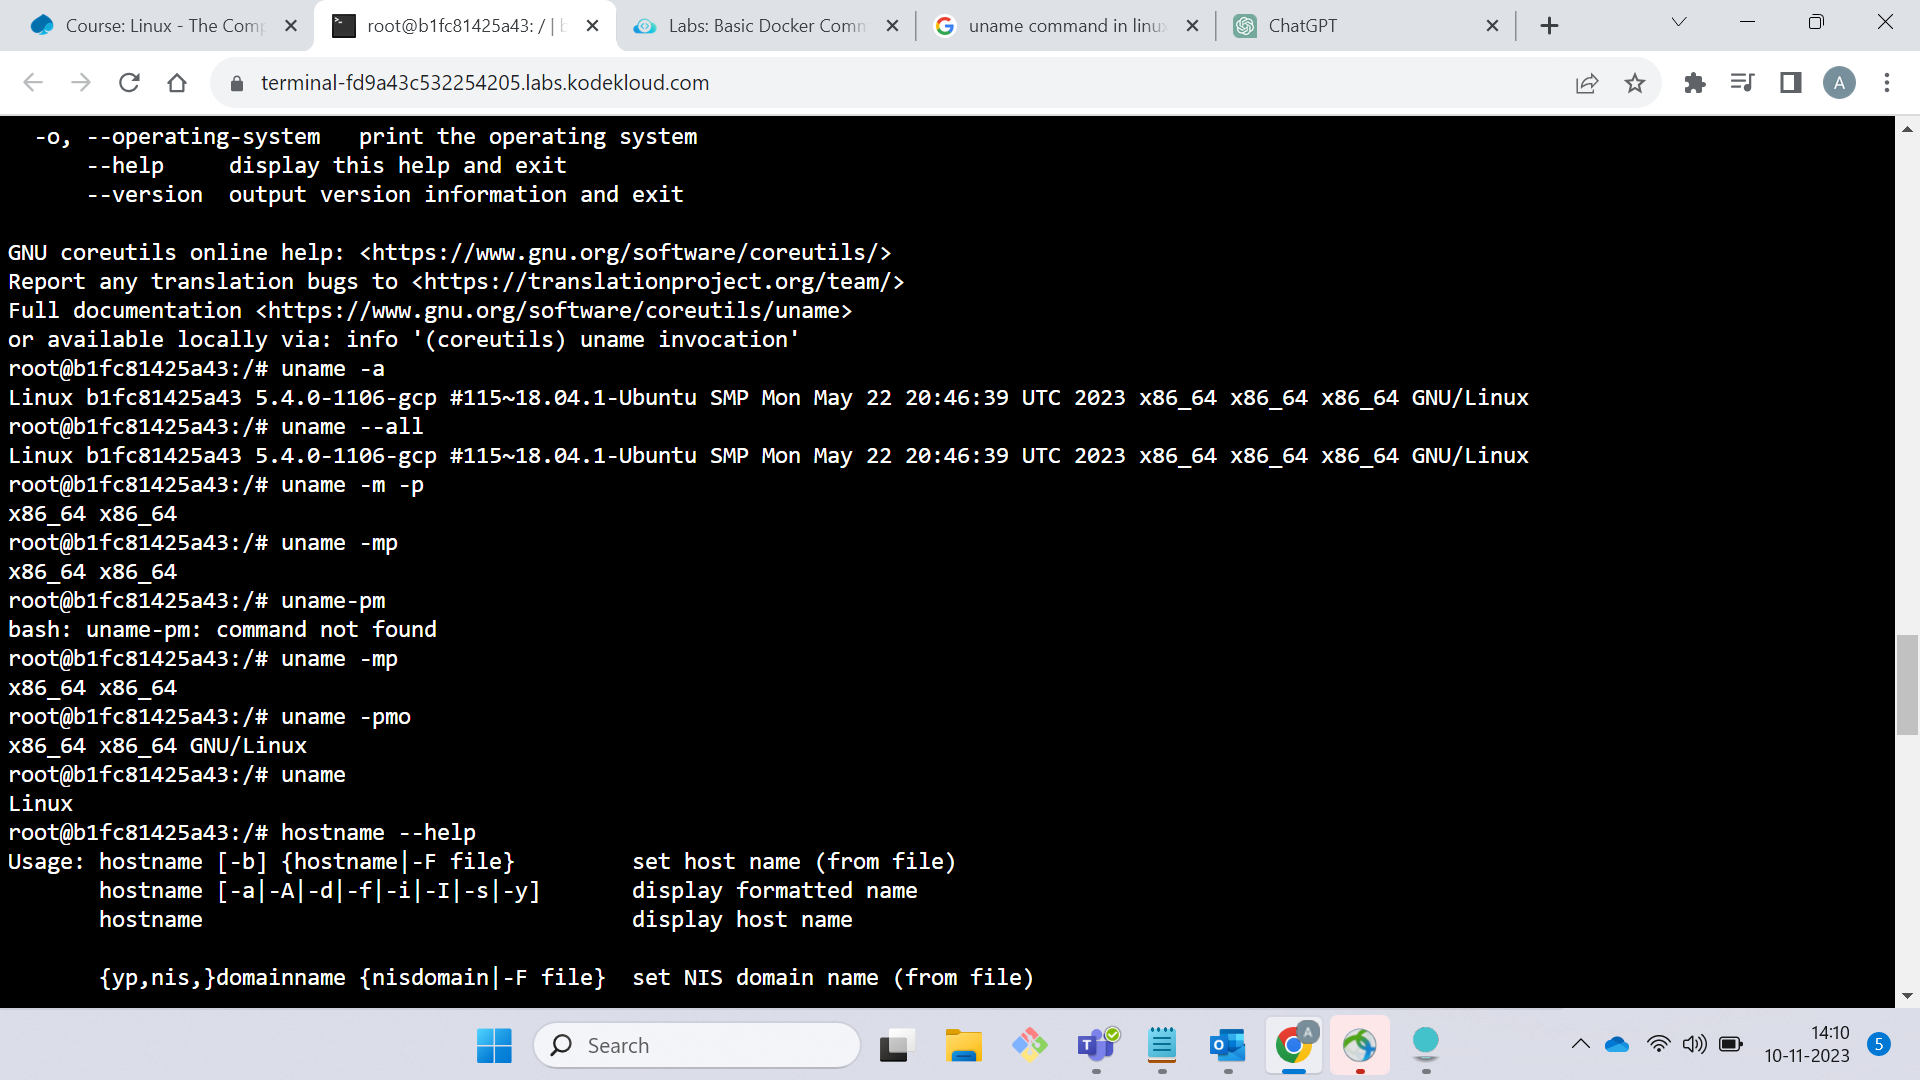 Course: Linux - The Comp
root@b1fc81425a43: / | b
Labs: Basic Docker Comm
uname command in linux
ChatGPT
terminal-fd9a43c532254205.labs.kodekloud.com
A
-o, --operating-system   print the operating system
--help     display this help and exit
--version  output version information and exit
GNU coreutils online help: <https://www.gnu.org/software/coreutils/>
Report any translation bugs to <https://translationproject.org/team/>
Full documentation <https://www.gnu.org/software/coreutils/uname>
or available locally via: info '(coreutils) uname invocation'
root@b1fc81425a43:/# uname -a
Linux b1fc81425a43 5.4.0-1106-gcp #115~18.04.1-Ubuntu SMP Mon May 22 20:46:39 UTC 2023 x86_64 x86_64 x86_64 GNU/Linux
root@b1fc81425a43:/# uname --all
Linux b1fc81425a43 5.4.0-1106-gcp #115~18.04.1-Ubuntu SMP Mon May 22 20:46:39 UTC 2023 x86_64 x86_64 x86_64 GNU/Linux
root@b1fc81425a43:/# uname -m -p
x86_64 x86_64
root@b1fc81425a43:/# uname -mp
x86_64 x86_64
root@b1fc81425a43:/# uname-pm
bash: uname-pm: command not found
root@b1fc81425a43:/# uname -mp
x86_64 x86_64
root@b1fc81425a43:/# uname -pmo
x86_64 x86_64 GNU/Linux
root@b1fc81425a43:/# uname
Linux
root@b1fc81425a43:/# hostname --help
Usage: hostname [-b] {hostname|-F file}         set host name (from file)
hostname [-a|-A|-d|-f|-i|-I|-s|-y]       display formatted name
hostname                                 display host name
{yp,nis,}domainname {nisdomain|-F file}  set NIS domain name (from file)
Search
14:10
10-11-2023
5